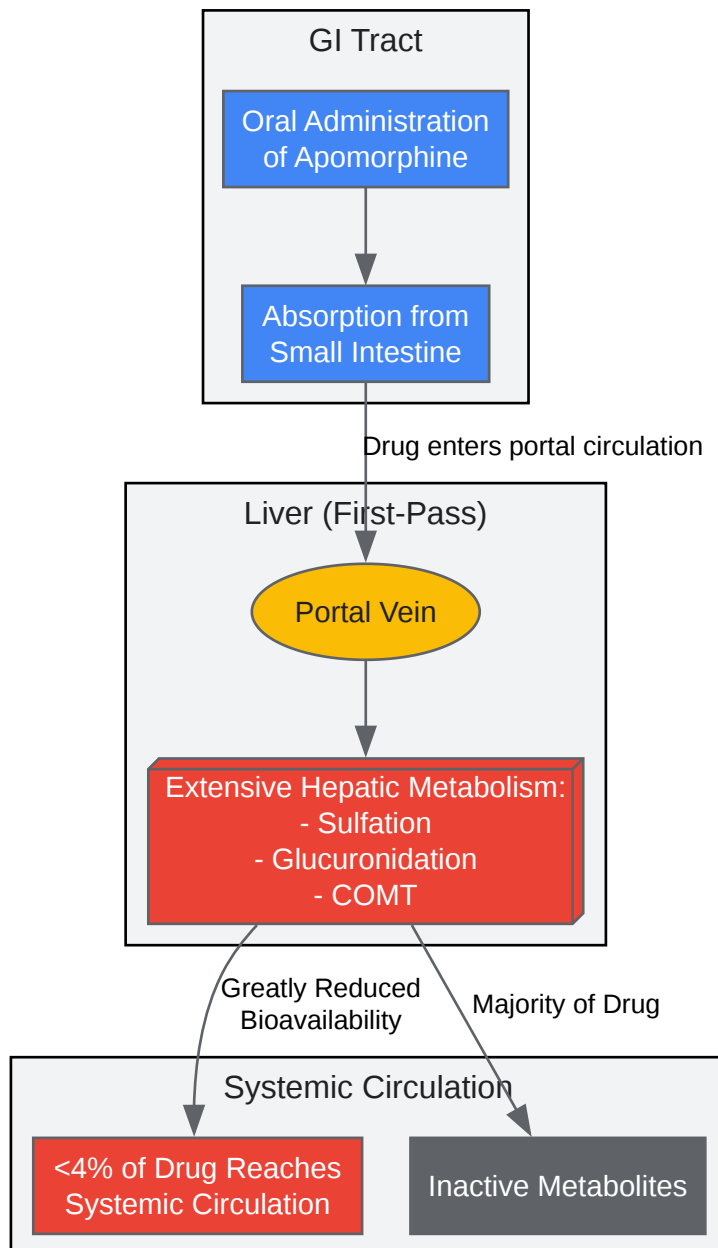 GI Tract
Oral Administration
of Apomorphine
Absorption from
Small Intestine
Drug enters portal circulation
Liver (First-Pass)
Portal Vein
Extensive Hepatic Metabolism:
- Sulfation
- Glucuronidation
- COMT
Greatly Reduced
Bioavailability
Majority of Drug
Systemic Circulation
<4% of Drug Reaches
Systemic Circulation
Inactive Metabolites